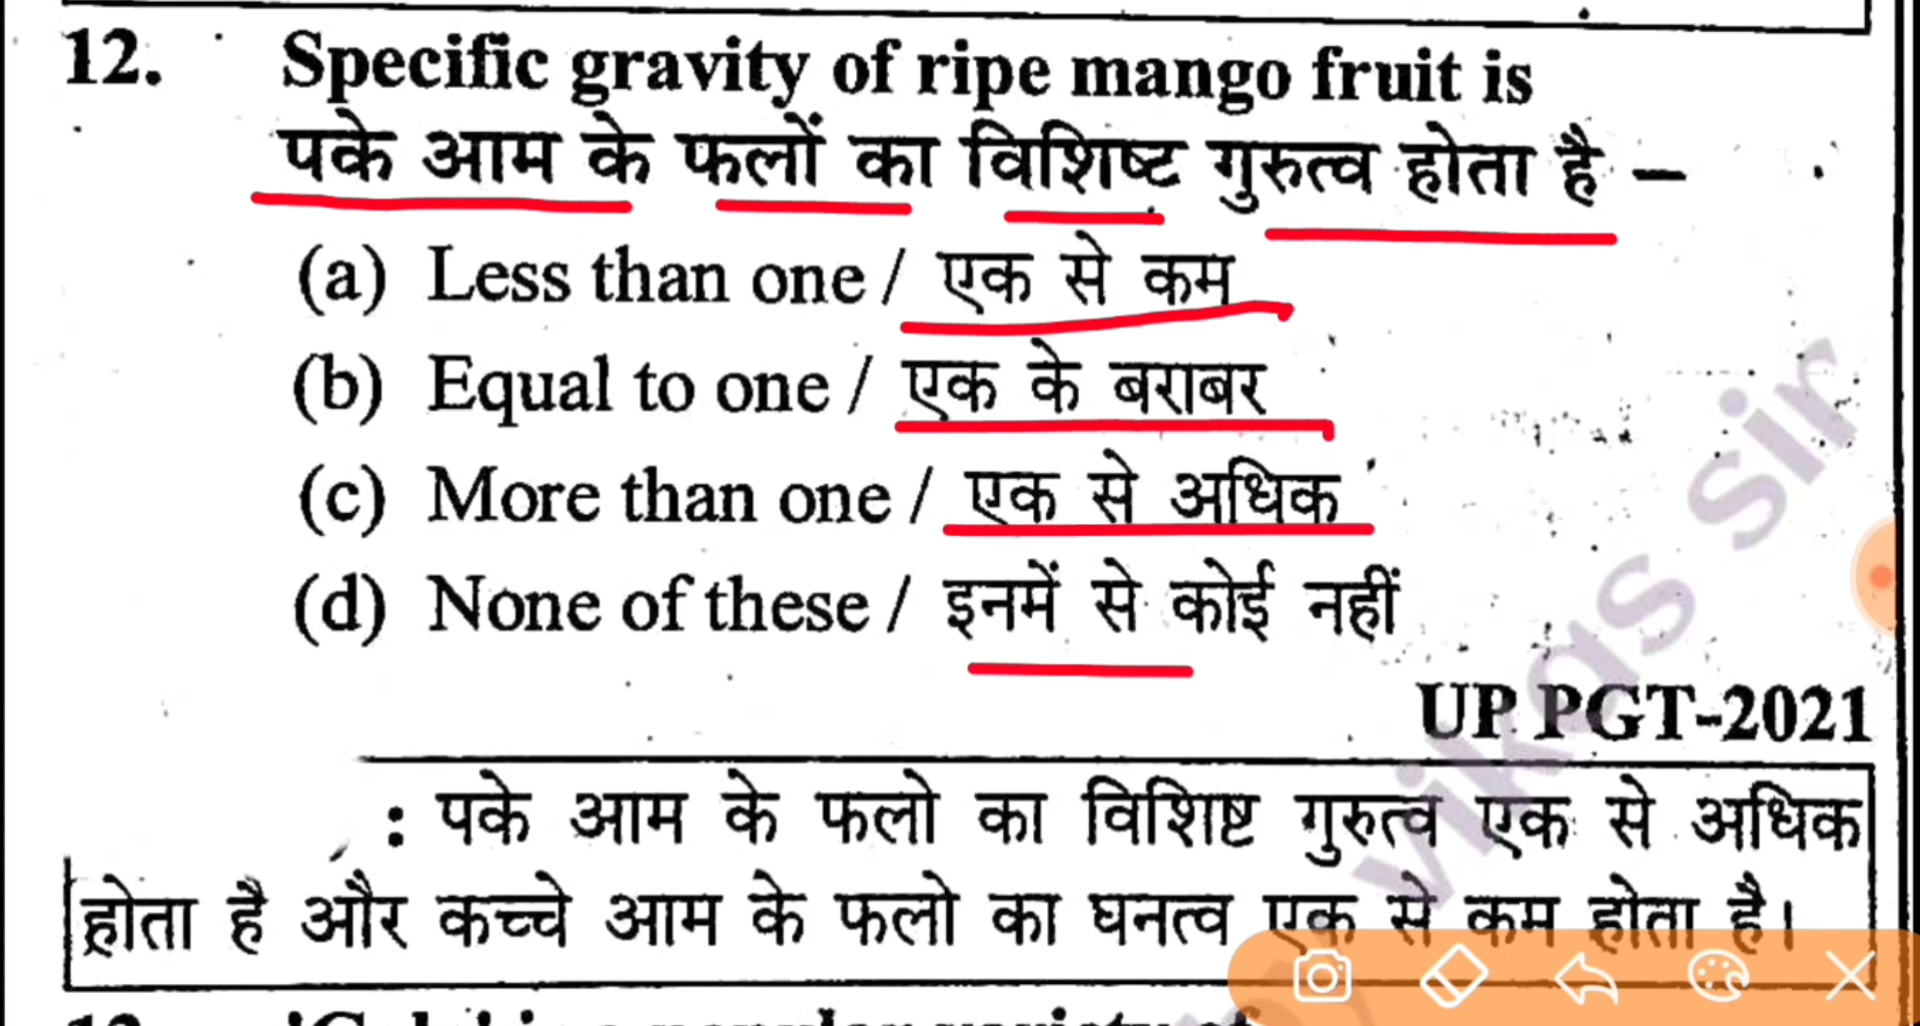 12. Specific gravity of ripe mango fruit is
पके आम के फलों का विशिष्ट गुरुत्व होता है –
(a) Less than one / एक से कम
(b) Equal to one / एक के बराबर
(c) More than one / एक से अधिक
(d) None of these / इनमें से कोई नहीं
UP PGT-2021
: पके आम के फलो का विशिष्ट गुरुत्व एक से अधिक
होता है और कच्चे आम के फलो का घनत्व एक से कम होता है।
vikas sir